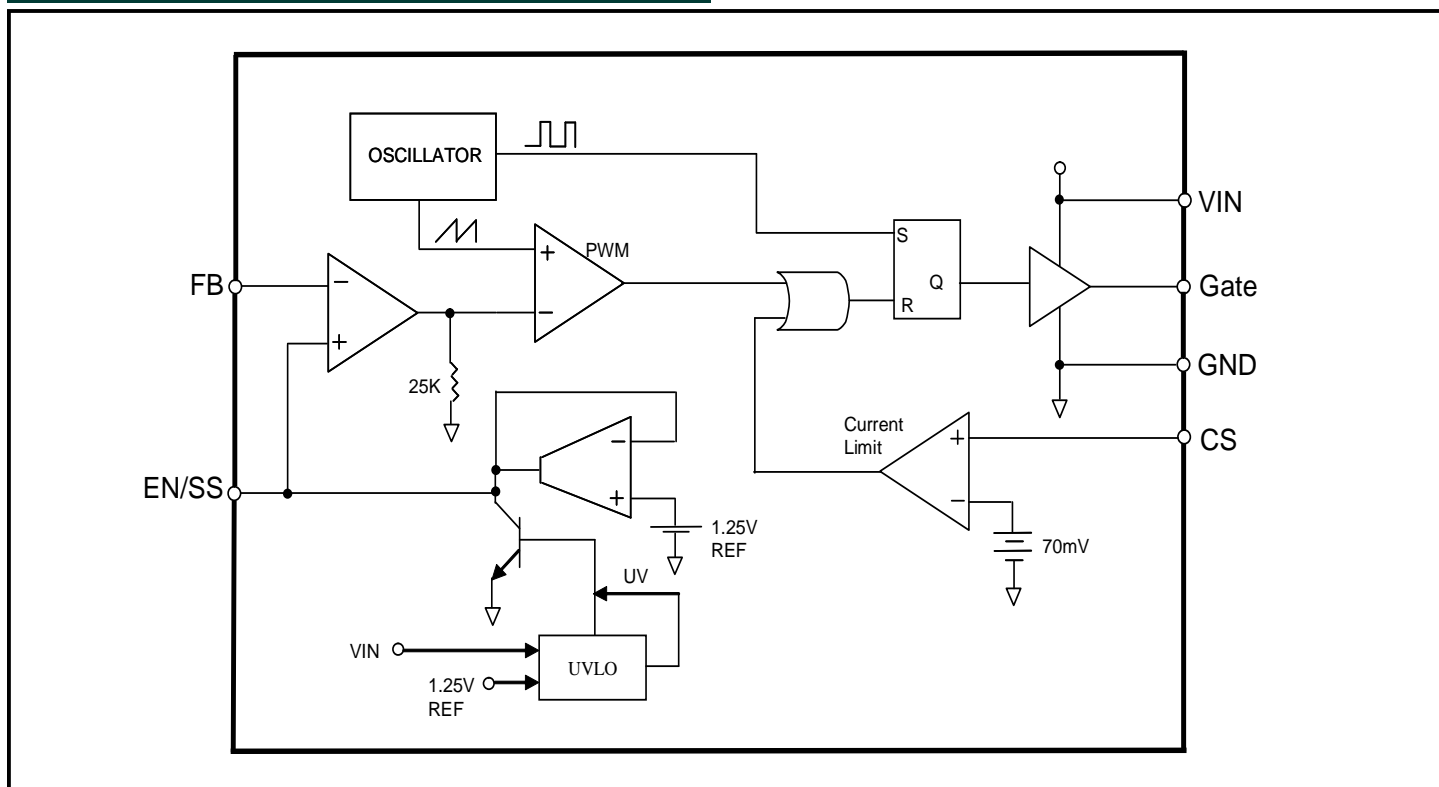 OSCILLATOR
VIN
PWM
S
FB
Q
Gate
R
GND
25K
Current
Limit
CS
EN/SS
1.25V
REF
70mV
UV
VIN
UVLO
1.25V
REF